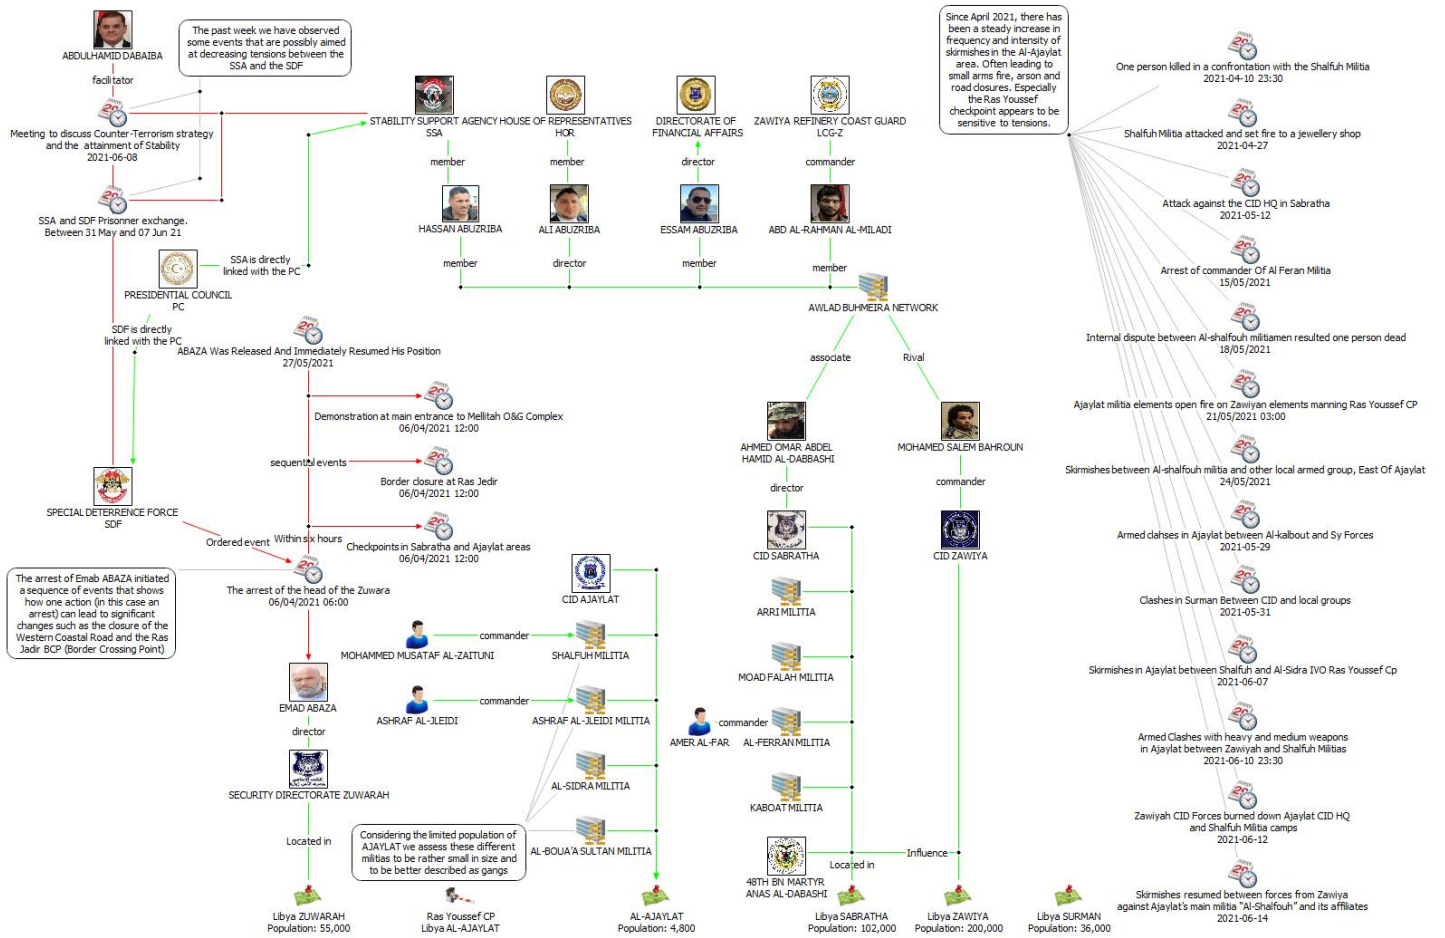 ABDULHAMID DABAIBA
facilitator
The past week we have observed
some events that are possibly aimed
at decreasing tensions between the
SSA and the SDF
Meeting to discuss Counter-Terrorism strategy
and the attainment of Stability
2021-06-08
SSA and SDF Prisonner exchange.
Between 31 May and 07 Jun 21
SSA is directly
linked with the PC
PRESIDENTIAL COUNCIL
PC
SDF is directly
linked with the PC
SPECIAL DETERRENCE FORCE
SDF
Ordered event
STABILITY SUPPORT AGENCY
SSA
member
HASSAN ABUZRIBA
member
HOUSE OF REPRESENTATIVES
HOR
member
ALI ABUZRIBA
director
DIRECTORATE OF
FINANCIAL AFFAIRS
director
ESSAM ABUZRIBA
member
ZAWIYA REFINERY COAST GUARD
LCG-Z
commander
ABD AL-RAHMAN AL-MILADI
member
AWLAD BUHMEIRA NETWORK
associate
Rival
ABAZA Was Released And Immediately Resumed His Position
27/05/2021
Demonstration at main entrance to Mellitah O&G Complex
06/04/2021 12:00
sequential events
Border closure at Ras Jedir
06/04/2021 12:00
Within six hours
Checkpoints in Sabratha and Ajaylat areas
06/04/2021 12:00
The arrest of the head of the Zuwara
06/04/2021 06:00
The arrest of Emab ABAZA initiated
a sequence of events that shows
how one action (in this case an
arrest) can lead to significant
changes such as the closure of the
Western Coastal Road and the Ras
Jadir BCP (Border Crossing Point)
EMAD ABAZA
director
SECURITY DIRECTORATE ZUWARAH
Located in
Libya ZUWARAH
Population: 55,000
CID AJAYLAT
MOHAMMED MUSATAF AL-ZAITUNI
commander
SHALFUH MILITIA
ASHRAF AL-JLEIDI
commander
ASHRAF AL-JLEIDI MILITIA
AL-SIDRA MILITIA
AL-BOUA'A SULTAN MILITIA
Considering the limited population of
AJAYLAT we assess these different
militias to be rather small in size and
to be better described as gangs
Ras Youssef CP
Libya AL-AJAYLAT
AL-AJAYLAT
Population: 4,800
AHMED OMAR ABDEL
HAMID AL-DABBASHI
director
CID SABRATHA
ARRI MILITIA
MOAD FALAH MILITIA
AMER AL-FAR
commander
AL-FERRAN MILITIA
KABOAT MILITIA
48TH BN MARTYR
ANAS AL-DABASHI
Located in
Libya SABRATHA
Population: 102,000
MOHAMED SALEM BAHROUN
commander
CID ZAWIYA
Influence
Libya ZAWIYA
Population: 200,000
Libya SURMAN
Population: 36,000
Since April 2021, there has
been a steady increase in
frequency and intensity of
skirmishes in the Al-Ajaylat
area. Often leading to
small arms fire, arson and
road closures. Especially
the Ras Youssef
checkpoint appears to be
sensitive to tensions.
One person killed in a confrontation with the Shalfuh Militia
2021-04-10 23:30
Shalfuh Militia attacked and set fire to a jewellery shop
2021-04-27
Attack against the CID HQ in Sabratha
2021-05-12
Arrest of commander Of Al Feran Militia
15/05/2021
Internal dispute between Al-shalfouh militiamen resulted one person dead
18/05/2021
Ajaylat militia elements open fire on Zawiyan elements manning Ras Youssef CP
21/05/2021 03:00
Skirmishes between Al-shalfouh militia and other local armed group, East Of Ajaylat
24/05/2021
Armed clahses in Ajaylat between Al-kalbout and Sy Forces
2021-05-29
Clashes in Surman Between CID and local groups
2021-05-31
Skirmishes in Ajaylat between Shalfuh and Al-Sidra IVO Ras Youssef Cp
2021-06-07
Armed Clashes with heavy and medium weapons
in Ajaylat between Zawiyah and Shalfuh Militias
2021-06-10 23:30
Zawiyah CID Forces burned down Ajaylat CID HQ
and Shalfuh Militia camps
2021-06-12
Skirmishes resumed between forces from Zawiya
against Ajaylat's main militia "Al-Shalfouh" and its affiliates
2021-06-14